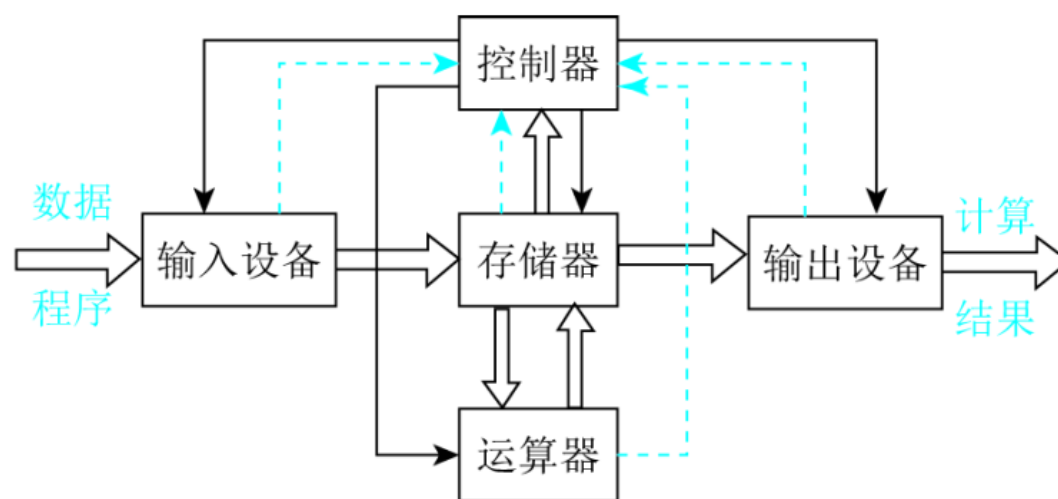 控制器
数据
程序
输入设备
存储器
输出设备
计算
结果
运算器